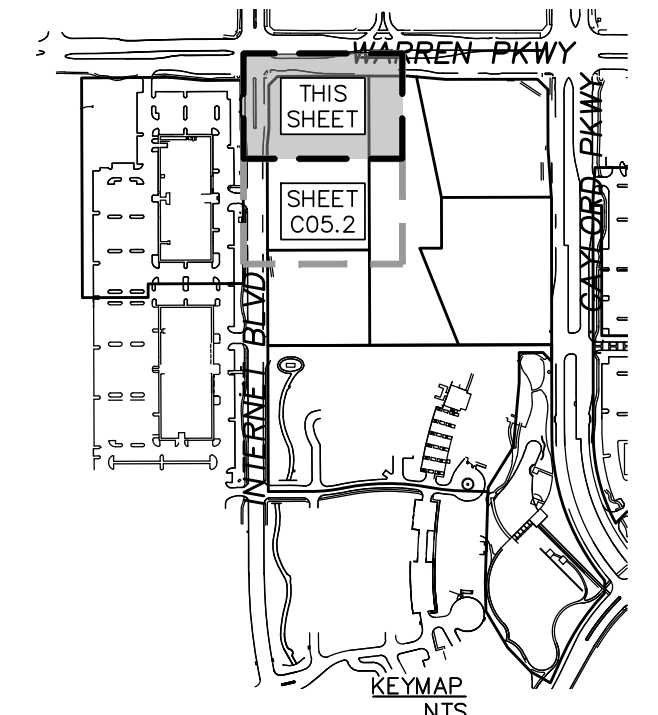 WARREN PKWY
THIS
SHEET
GAYLORD PKWY
SHEET
C05.2
INTERNET BLVD
KEYMAP
NTS